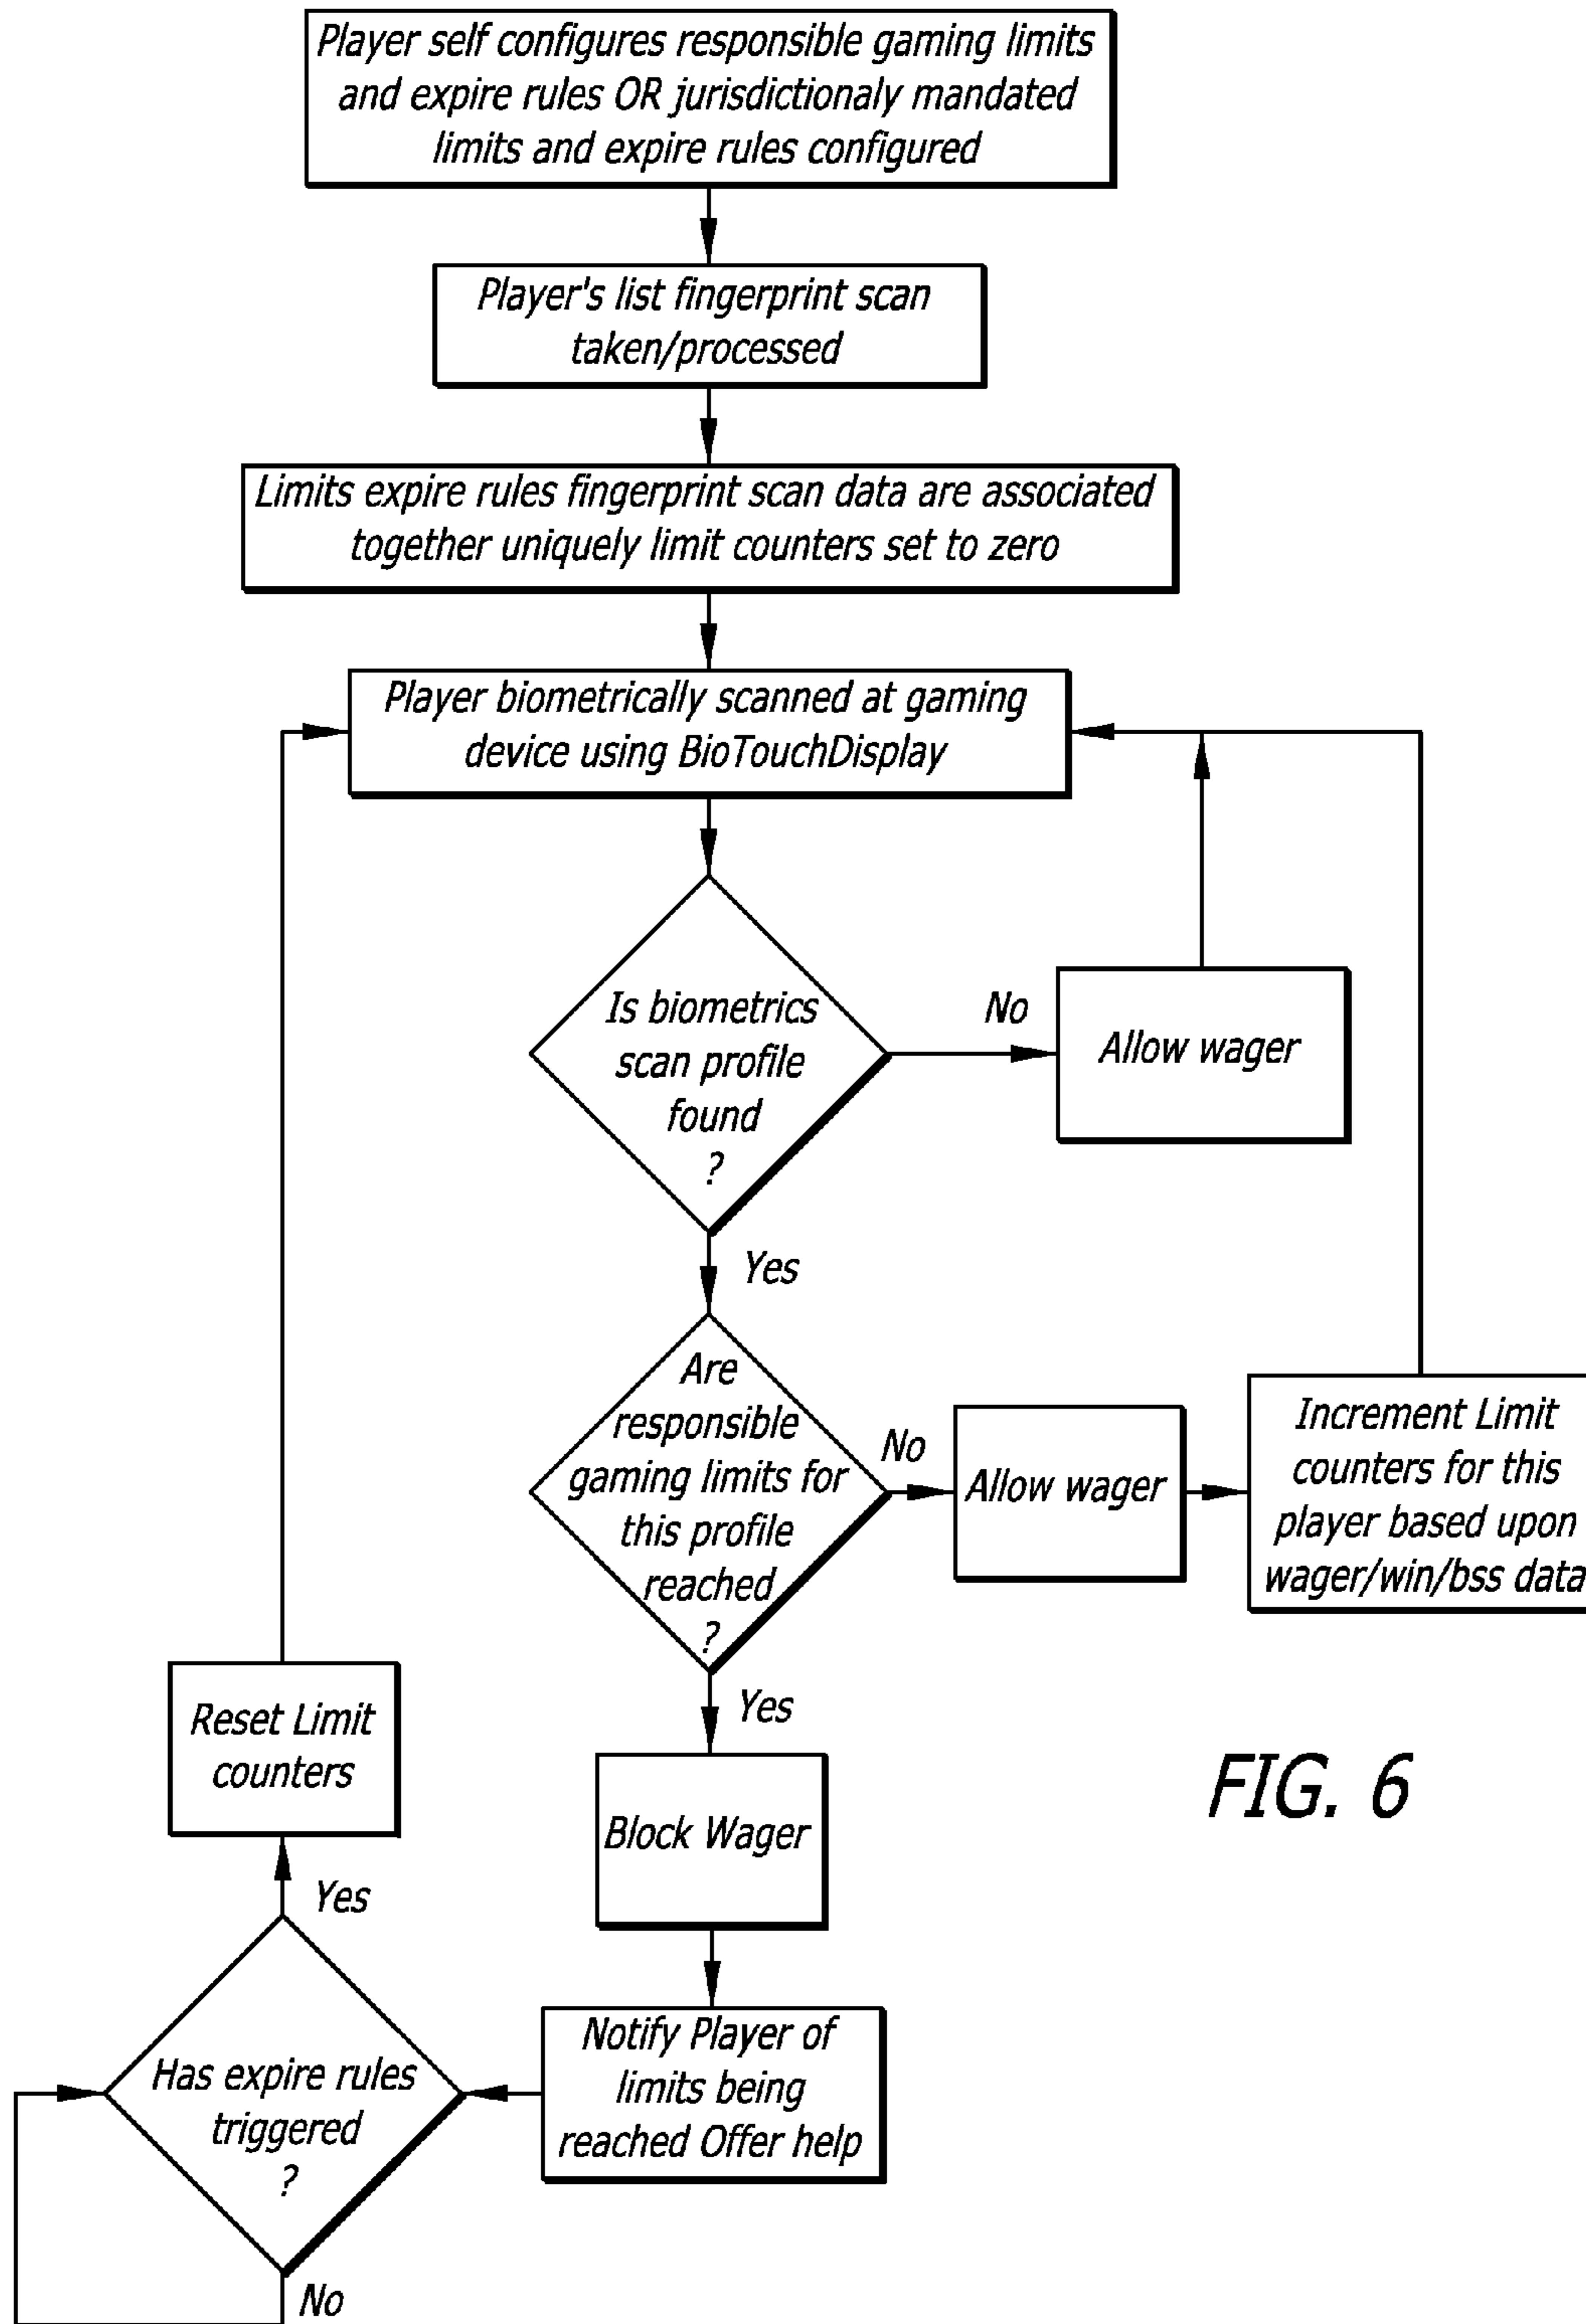 Player self configures responsible gaming limits
and expire rules OR jurisdictionaly mandated
limits and expire rules configured
Player's list fingerprint scan
taken/processed
Limits expire rules fingerprint scan data are associated
together uniquely limit counters set to zero
Player biometrically scanned at gaming
device using BioTouchDisplay
Is biometrics
scan profile
found
?
No
Allow wager
Yes
Are
responsible
gaming limits for
this profile
reached
?
No
Allow wager
Increment Limit
counters for this
player based upon
wager/win/bss data
Yes
Block Wager
Notify Player of
limits being
reached Offer help
Has expire rules
triggered
?
Yes
Reset Limit
counters
No
FIG. 6